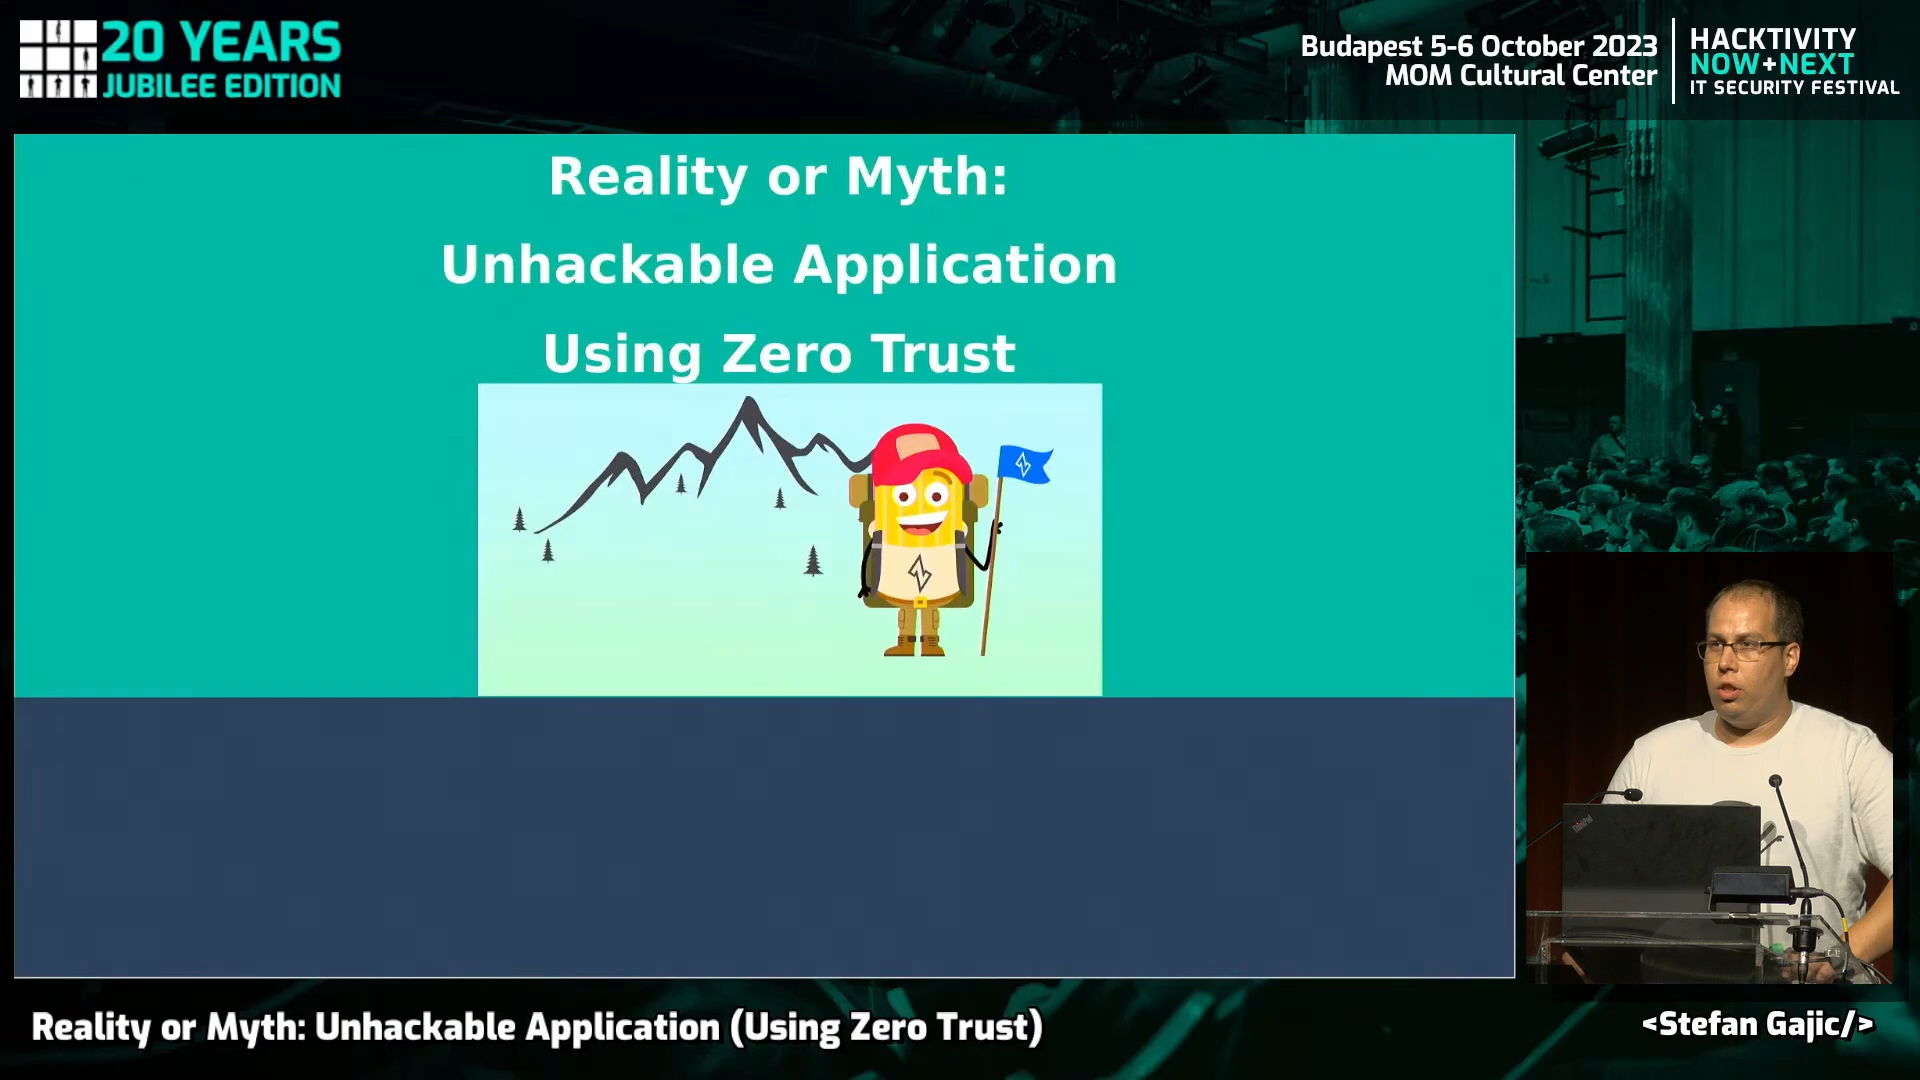 20 YEARS
JUBILEE EDITION
Budapest 5-6 October 2023
MOM Cultural Center
HACKTIVITY
NOW+NEXT
IT SECURITY FESTIVAL
Reality or Myth:
Unhackable Application
Using Zero Trust
ThinkPad
Reality or Myth: Unhackable Application (Using Zero Trust)
<Stefan Gajic/>